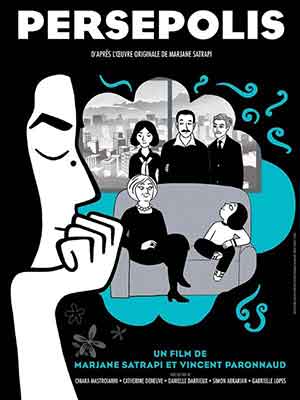 PERSEPOLIS
D'APRÈS L'ŒUVRE ORIGINALE DE MARJANE SATRAPI
UN FILM DE
MARJANE SATRAPI ET VINCENT PARONNAUD
CHIARA MASTROIANNI • CATHERINE DENEUVE • DANIELLE DARRIEUX • SIMON ABKARIAN • GABRIELLE LOPES